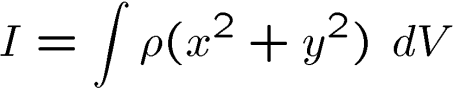 I = ∫ ρ(x² + y²) dV